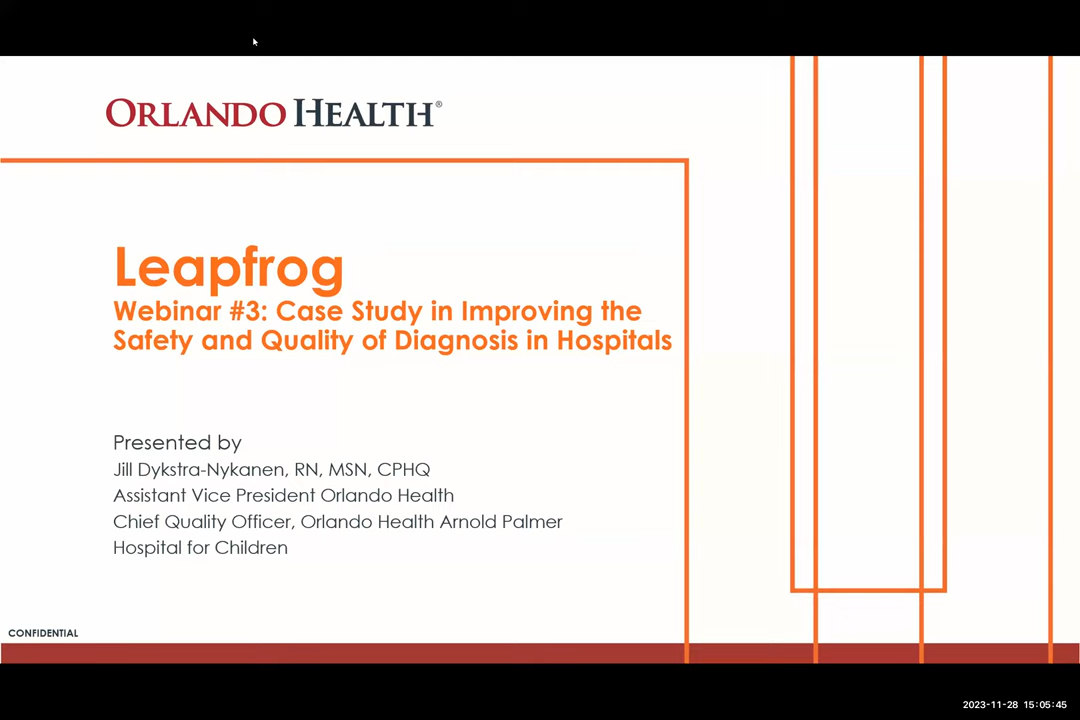 ORLANDO HEALTH®
Leapfrog
Webinar #3: Case Study in Improving the
Safety and Quality of Diagnosis in Hospitals
Presented by
Jill Dykstra-Nykanen, RN, MSN, CPHQ
Assistant Vice President Orlando Health
Chief Quality Officer, Orlando Health Arnold Palmer
Hospital for Children
CONFIDENTIAL
2023-11-28 15:05:45